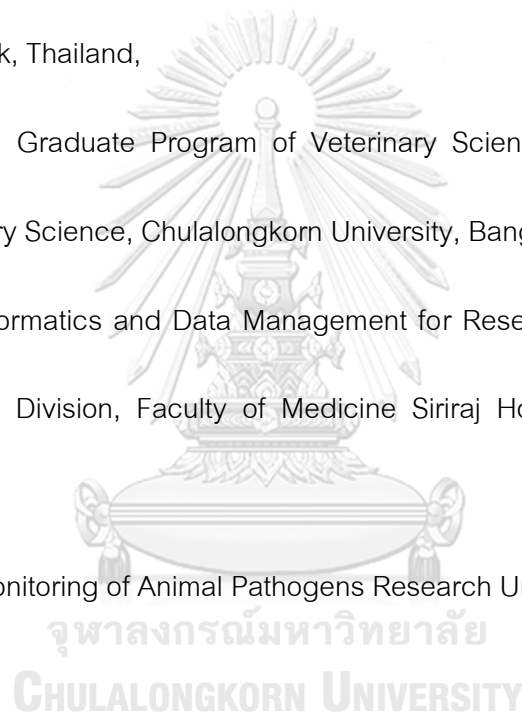 k, Thailand,
Graduate Program of Veterinary Scien
ry Science, Chulalongkorn University, Bang
ormatics and Data Management for Rese
Division, Faculty of Medicine Siriraj Ho
onitoring of Animal Pathogens Research Un
จุฬาลงกรณ์มหาวิทยาลัย
CHULALONGKORN UNIVERSITY